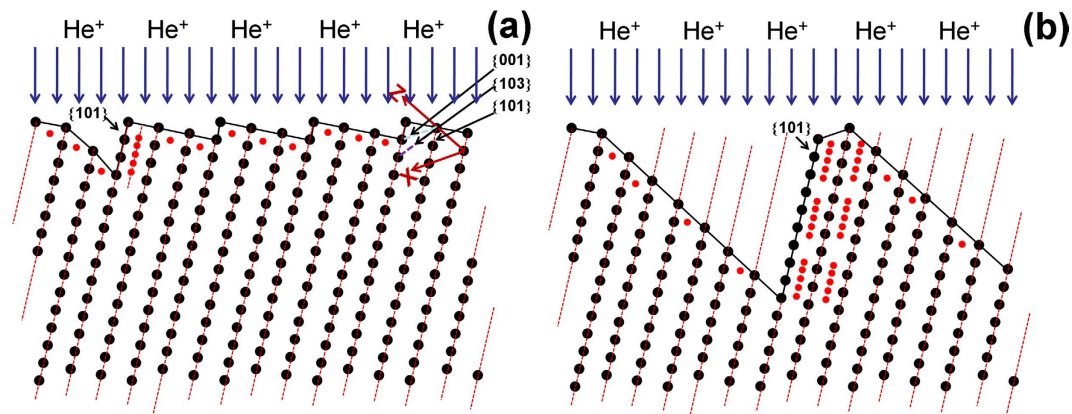 (a)
He+ He+ He+ He+ He+
{001}
{103}
{101}
{101}
Z
X
(b)
He+ He+ He+ He+ He+
{101}